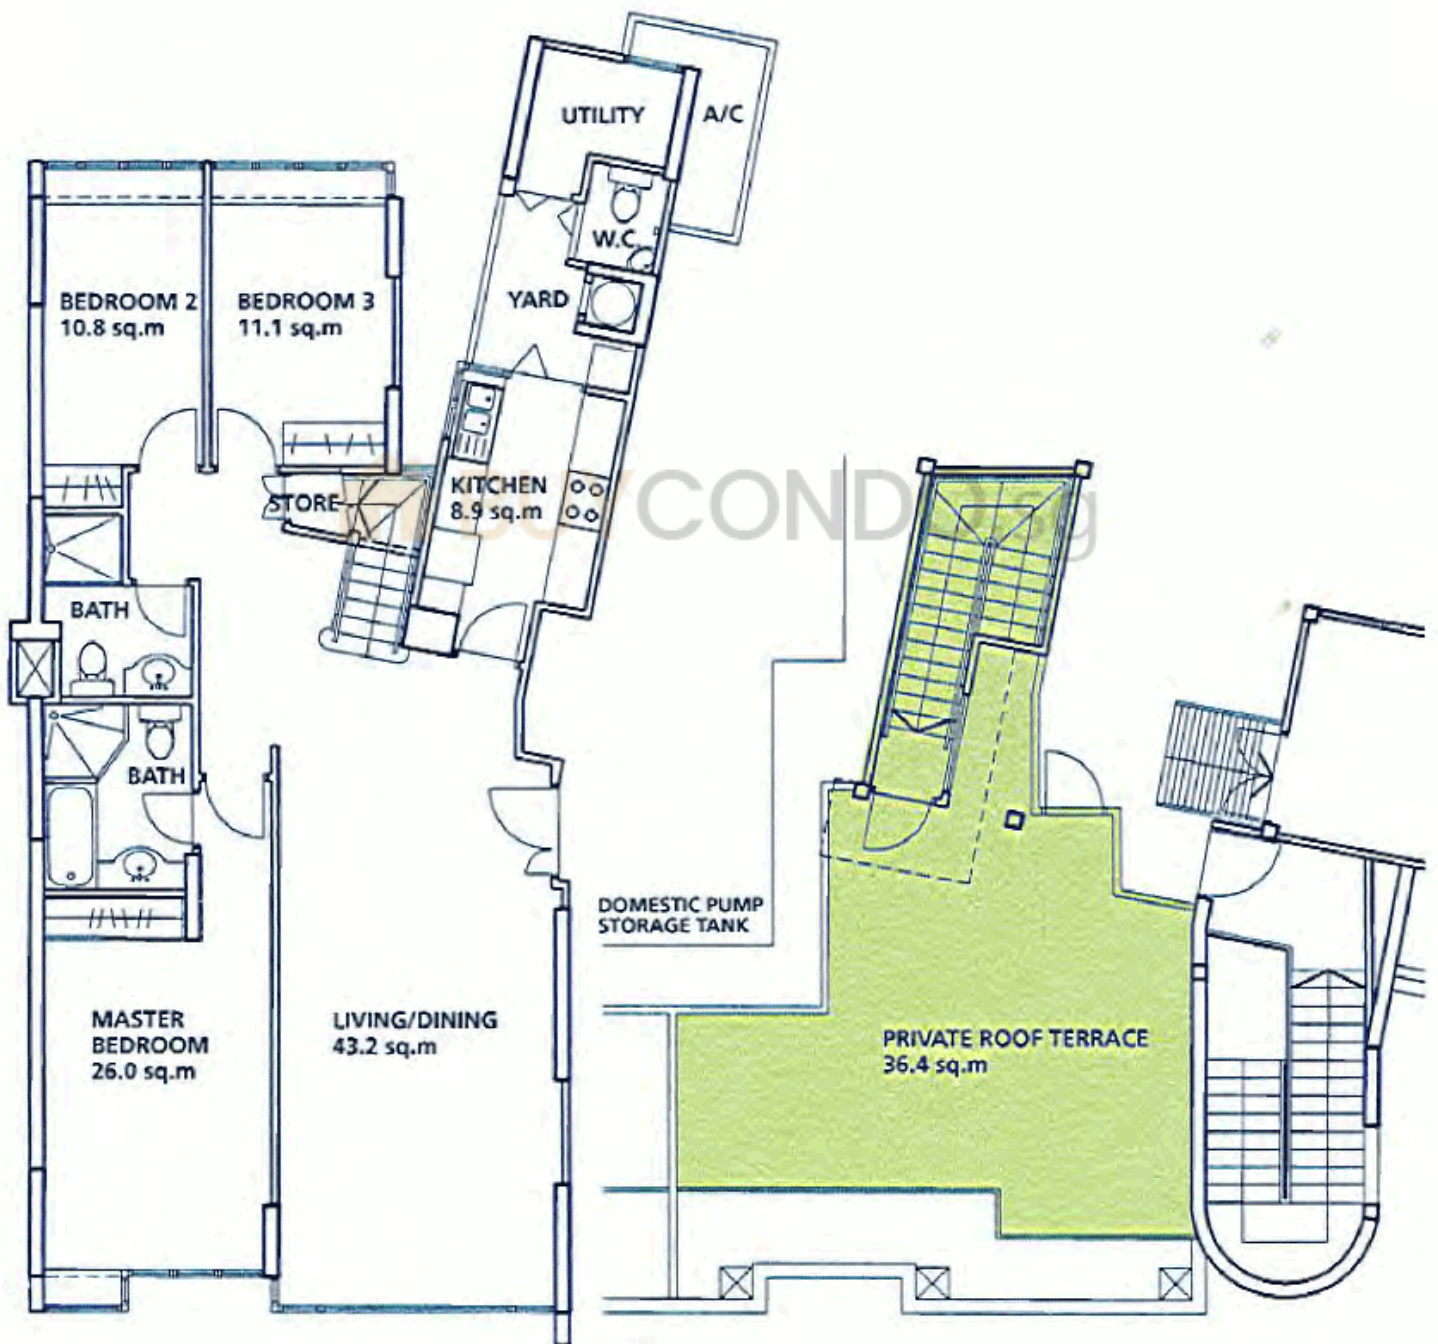 UTILITY
A/C
W.C.
YARD
BEDROOM 2
10.8 sq.m
BEDROOM 3
11.1 sq.m
STORE
KITCHEN
8.9 sq.m
BUYCONDO.sg
BATH
BATH
DOMESTIC PUMP
STORAGE TANK
MASTER
BEDROOM
26.0 sq.m
LIVING/DINING
43.2 sq.m
PRIVATE ROOF TERRACE
36.4 sq.m